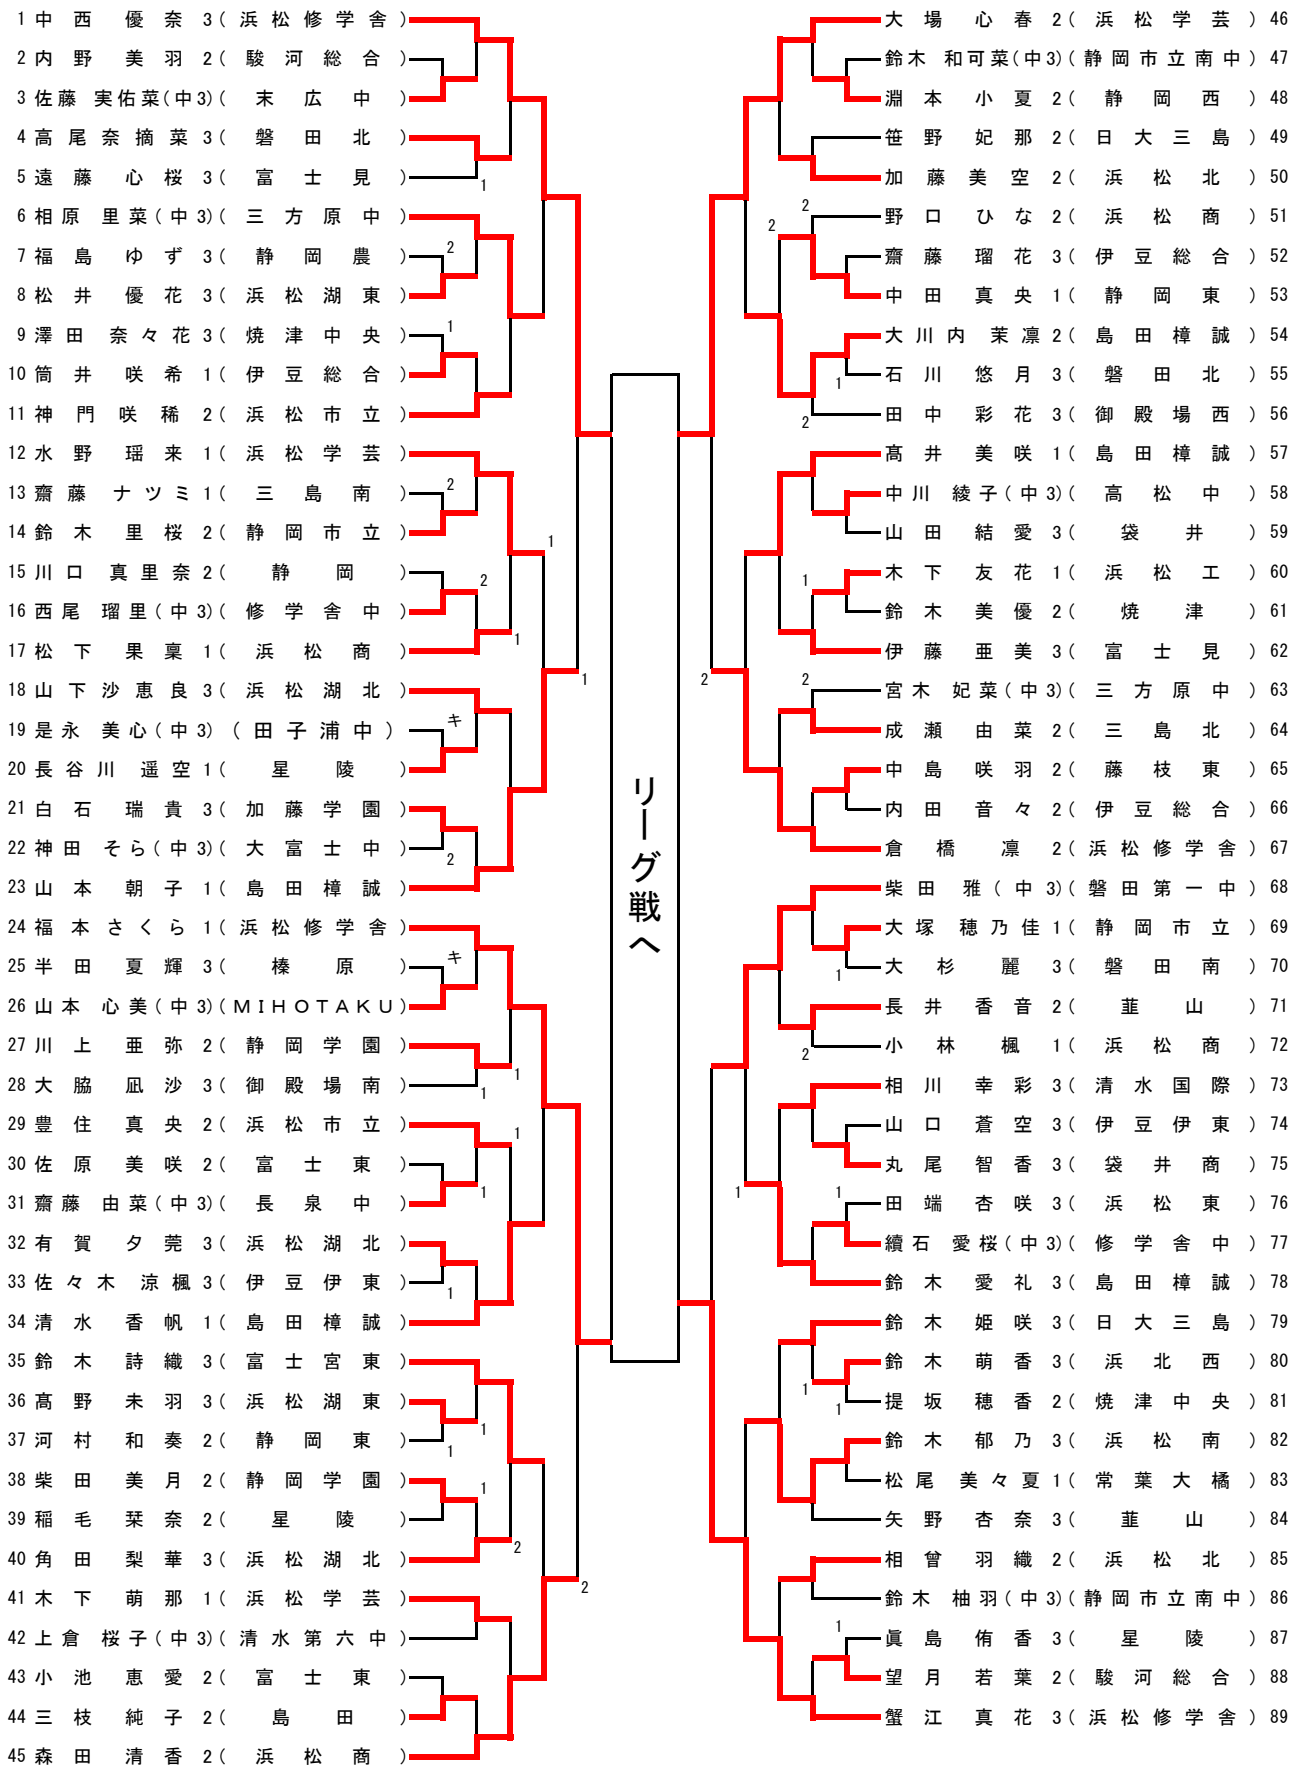 1 中西優奈 3(浜松修学舎)
2 内野美羽 2(駿河総合)
3 佐藤 実佑菜(中3)(末広中)
4 高尾奈摘菜 3(磐田北)
5 遠藤心桜 3(富士見)
1
6 相原 里菜(中3)(三方原中)
7 福島ゆず 3(静岡農)
2
8 松井優花 3(浜松湖東)
9 澤田奈々花 3(焼津中央)
1
10 筒井咲希 1(伊豆総合)
11 神門咲稀 2(浜松市立)
12 水野瑶来 1(浜松学芸)
13 齋藤ナツミ 1(三島南)
2
14 鈴木里桜 2(静岡市立)
1
15 川口真里奈 2(静岡)
2
16 西尾 瑠里(中3)(修学舎中)
17 松下果稟 1(浜松商)
1
1
18 山下沙恵良 3(浜松湖北)
19 是永 美心(中3)(田子浦中)
キ
20 長谷川遥空 1(星陵)
21 白石瑞貴 3(加藤学園)
22 神田 そら(中3)(大富士中)
2
23 山本朝子 1(島田樟誠)
24 福本さくら 1(浜松修学舎)
25 半田夏輝 3(榛原)
キ
26 山本 心美(中3)(MIHOTAKU)
27 川上亜弥 2(静岡学園)
1
28 大脇凪沙 3(御殿場南)
1
29 豊住真央 2(浜松市立)
1
30 佐原美咲 2(富士東)
31 齋藤 由菜(中3)(長泉中)
1
32 有賀夕莞 3(浜松湖北)
33 佐々木涼楓 3(伊豆伊東)
1
34 清水香帆 1(島田樟誠)
35 鈴木詩織 3(富士宮東)
36 髙野未羽 3(浜松湖東)
1
37 河村和奏 2(静岡東)
1
38 柴田美月 2(静岡学園)
1
39 稲毛栞奈 2(星陵)
40 角田梨華 3(浜松湖北)
2
41 木下萌那 1(浜松学芸)
2
42 上倉 桜子(中3)(清水第六中)
43 小池恵愛 2(富士東)
44 三枝純子 2(島田)
45 森田清香 2(浜松商)
リーグ戦へ
大場心春 2(浜松学芸) 46
鈴木 和可菜(中3)(静岡市立南中) 47
淵本小夏 2(静岡西) 48
笹野妃那 2(日大三島) 49
加藤美空 2(浜松北) 50
2
野口ひな 2(浜松商) 51
2
齋藤瑠花 3(伊豆総合) 52
中田真央 1(静岡東) 53
大川内茉凛 2(島田樟誠) 54
1
石川悠月 3(磐田北) 55
田中彩花 3(御殿場西) 56
2
髙井美咲 1(島田樟誠) 57
中川 綾子(中3)(高松中) 58
山田結愛 3(袋井) 59
木下友花 1(浜松工) 60
1
鈴木美優 2(焼津) 61
伊藤亜美 3(富士見) 62
2
2
宮木 妃菜(中3)(三方原中) 63
成瀬由菜 2(三島北) 64
中島咲羽 2(藤枝東) 65
内田音々 2(伊豆総合) 66
倉橋凛 2(浜松修学舎) 67
柴田 雅(中3)(磐田第一中) 68
大塚穂乃佳 1(静岡市立) 69
1
大杉麗 3(磐田南) 70
長井香音 2(韮山) 71
2
小林楓 1(浜松商) 72
相川幸彩 3(清水国際) 73
山口蒼空 3(伊豆伊東) 74
丸尾智香 3(袋井商) 75
1
1
田端杏咲 3(浜松東) 76
續石 愛桜(中3)(修学舎中) 77
鈴木愛礼 3(島田樟誠) 78
鈴木姫咲 3(日大三島) 79
鈴木萌香 3(浜北西) 80
1
1
提坂穂香 2(焼津中央) 81
鈴木郁乃 3(浜松南) 82
松尾美々夏 1(常葉大橘) 83
矢野杏奈 3(韮山) 84
相曾羽織 2(浜松北) 85
鈴木 柚羽(中3)(静岡市立南中) 86
1
眞島侑香 3(星陵) 87
望月若葉 2(駿河総合) 88
蟹江真花 3(浜松修学舎) 89